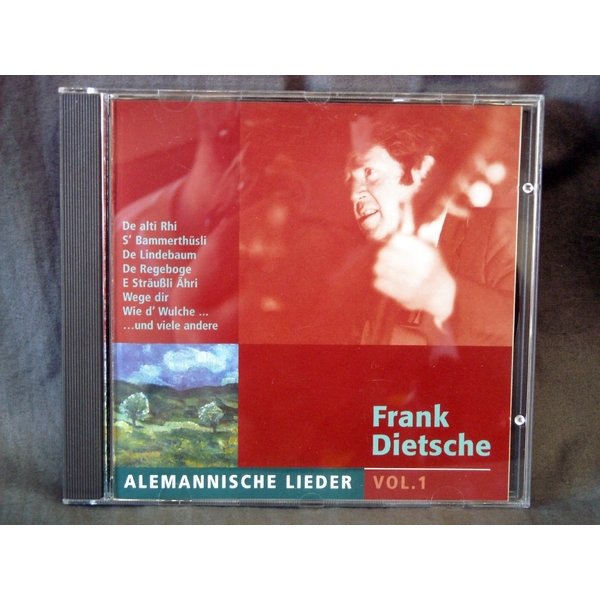 De alti Rhi
S' Bammerthüsli
De Lindebaum
De Regeboge
E Sträußli Ähri
Wege dir
Wie d' Wulche ...
...und viele andere
Frank
Dietsche
ALEMANNISCHE LIEDER VOL.1